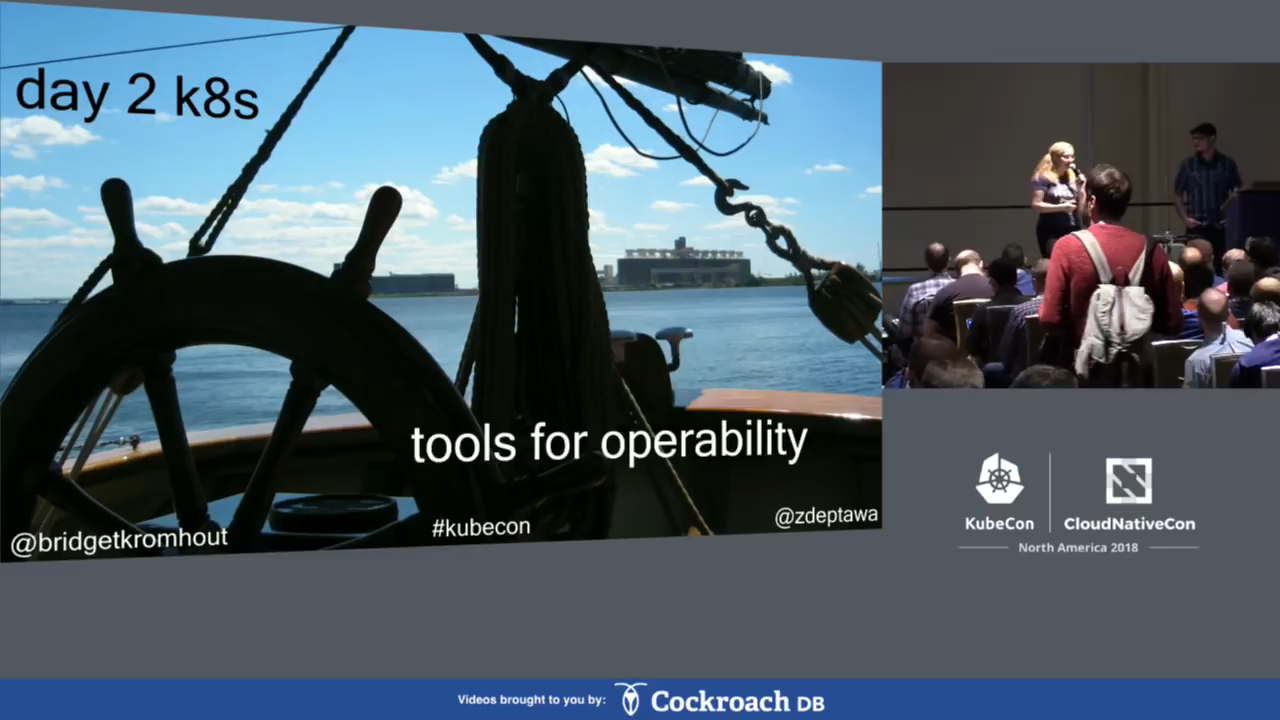 day 2 k8s
tools for operability
@bridgetkromhout
#kubecon
@zdeptawa
KubeCon
CloudNativeCon
North America 2018
Videos brought to you by:
Cockroach DB